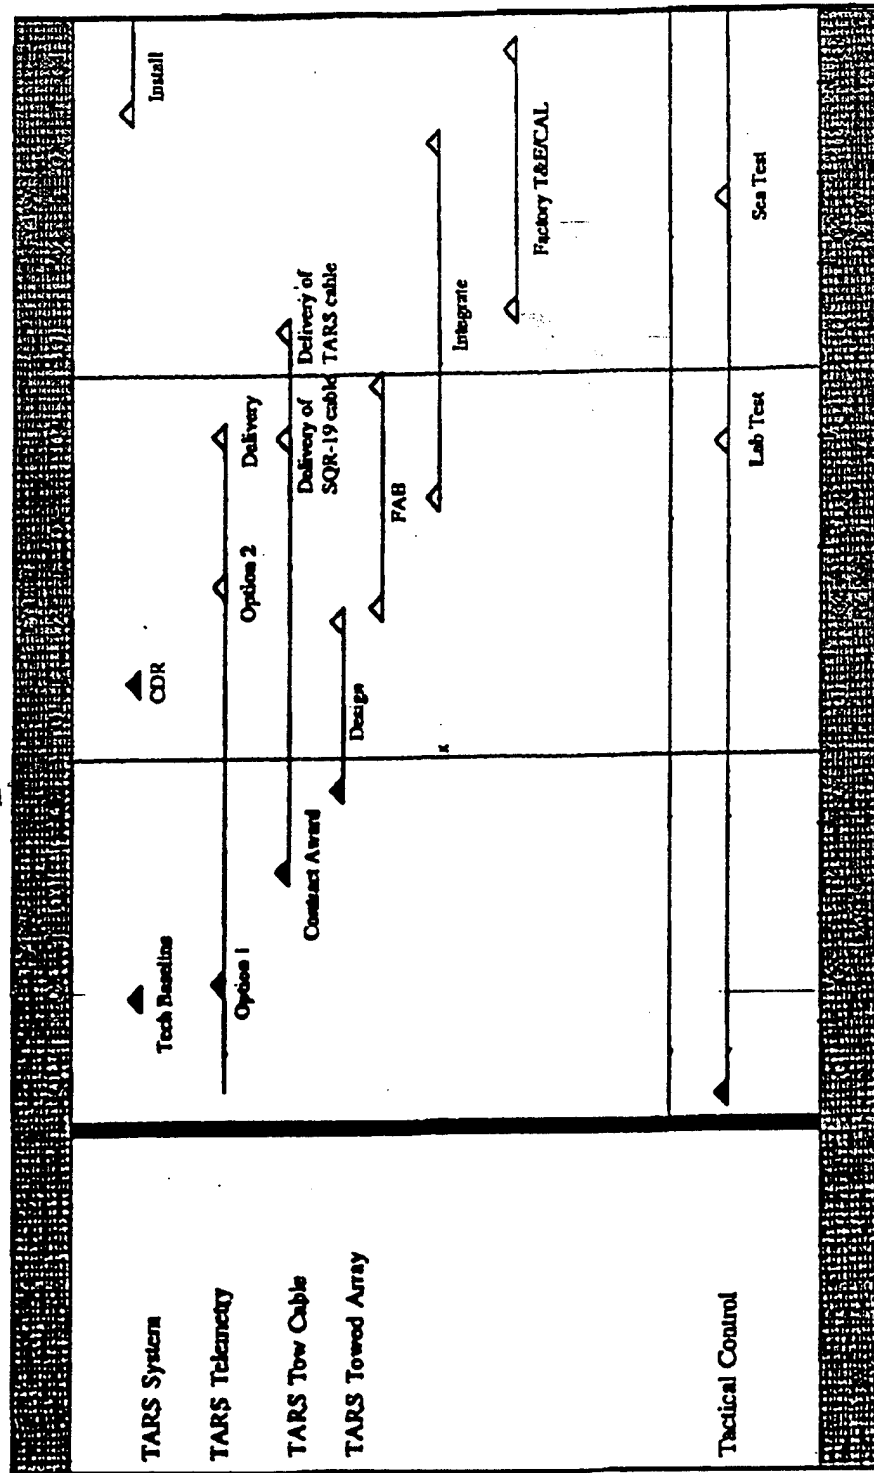 TARS System
Tech Baseline
CDR
Install
TARS Telemetry
Option 1
Option 2
Delivery
TARS Tow Cable
Contract Award
Delivery of
SQR-19 cable
Delivery of
TARS cable
TARS Towed Array
Design
FAB
Integrate
Factory T&E/CAL
Tactical Control
Lab Test
Sea Test